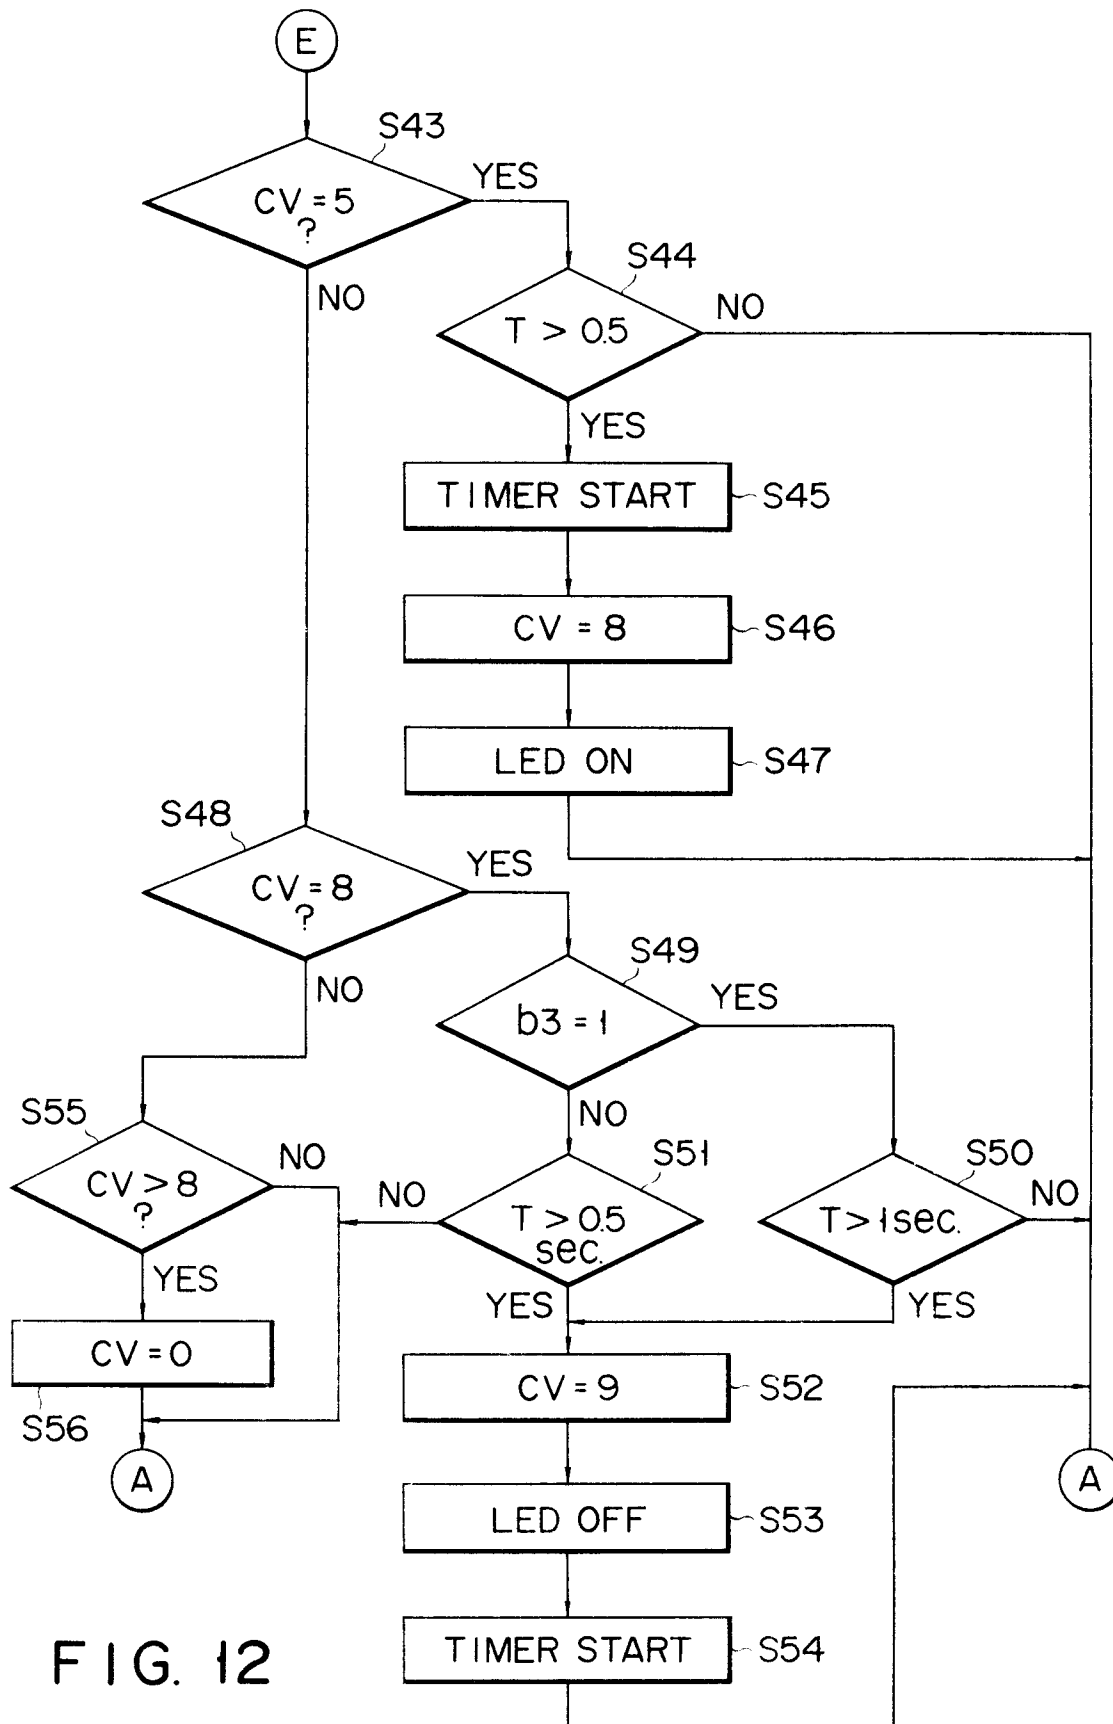 E
S43
CV = 5
?
YES
NO
S44
T > 0.5
NO
YES
TIMER START
S45
CV = 8
S46
LED ON
S47
S48
CV = 8
?
YES
NO
S49
b3 = 1
YES
NO
S55
CV > 8
?
NO
YES
S51
T > 0.5
sec.
NO
YES
S50
T > 1sec.
NO
YES
CV = 0
S56
CV = 9
S52
A
A
LED OFF
S53
TIMER START
S54
FIG. 12